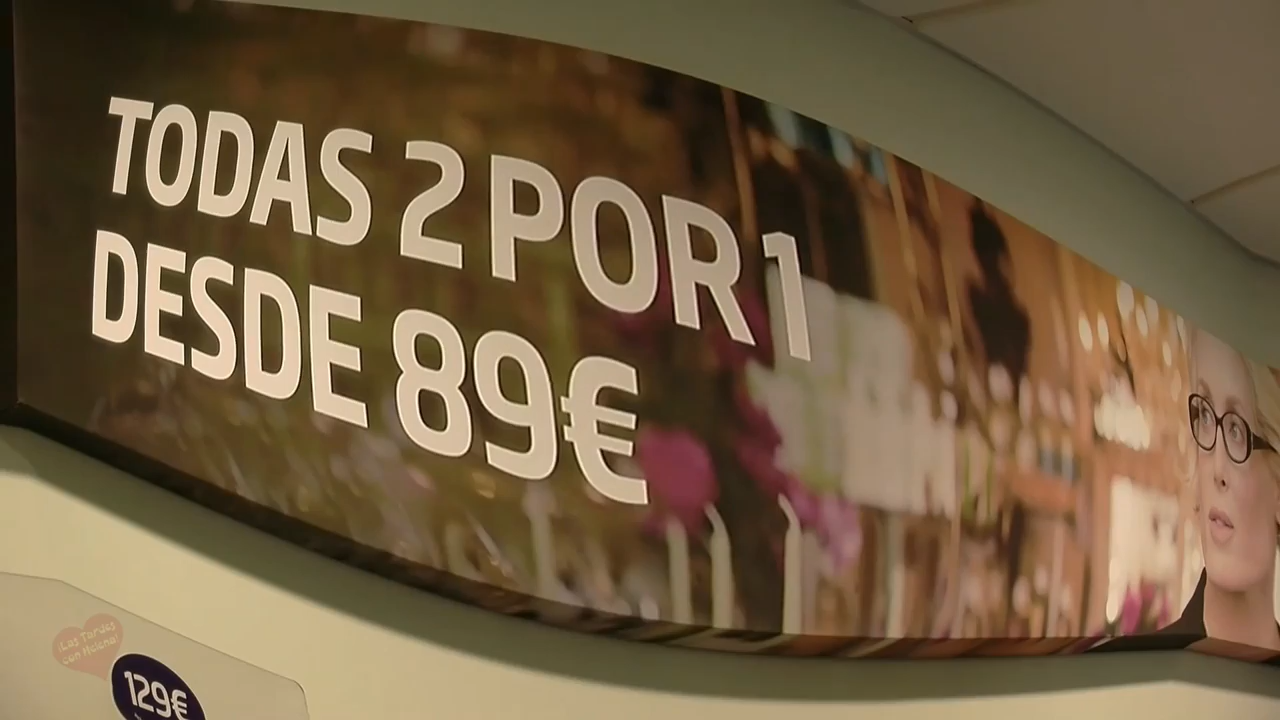 TODAS 2 POR 1
DESDE 89€
¡Las Tardes
con Helena!
129€